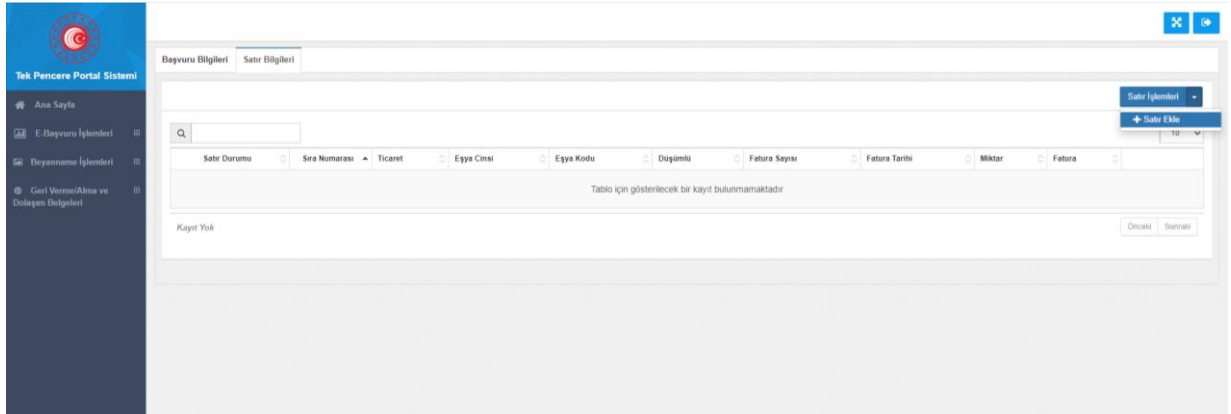 Tek Pencere Portal Sistemi
Ana Sayfa
E-Başvuru İşlemleri
Beyanname İşlemleri
Geri Verme/Alma ve
Dolaşım Belgeleri
Başvuru Bilgileri
Satır Bilgileri
Satır İşlemleri
+ Satır Ekle
10
Satır Durumu Sıra Numarası Ticaret Eşya Cinsi Eşya Kodu Düşümlü Fatura Sayısı Fatura Tarihi Miktar Fatura
Tablo için gösterilecek bir kayıt bulunmamaktadır
Kayıt Yok
Önceki Sonraki